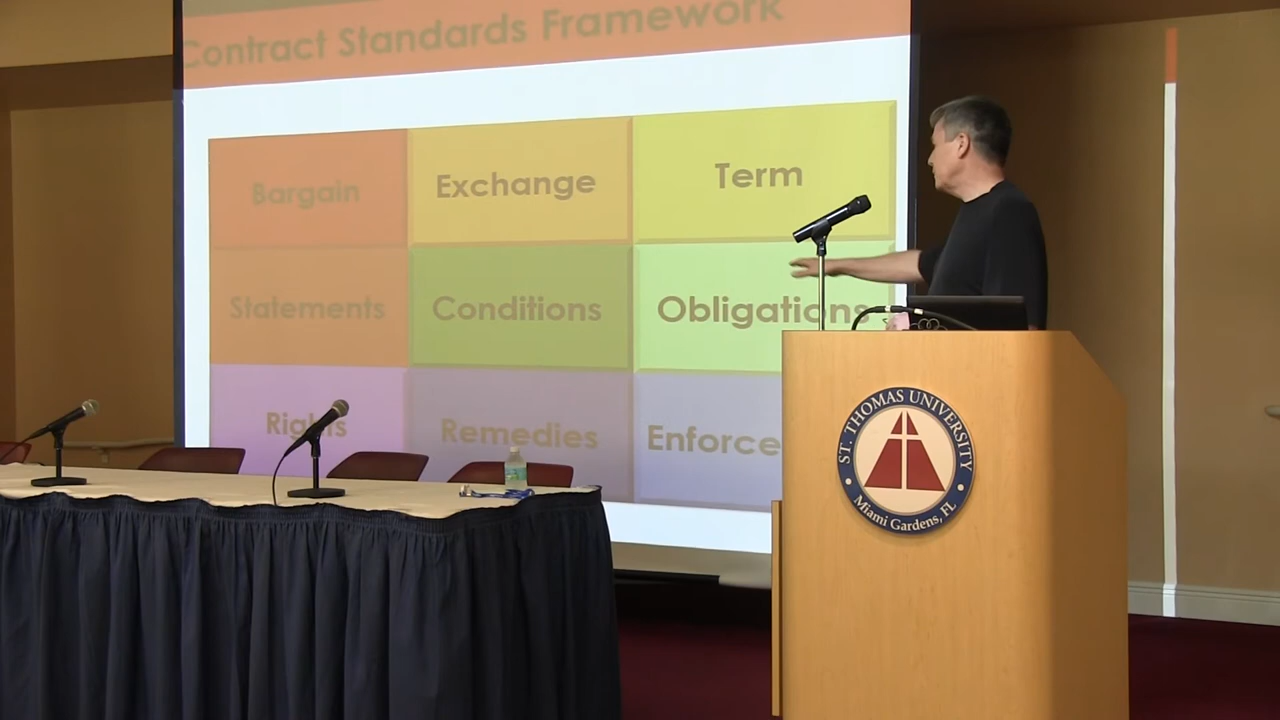 Contract Standards Framework
Bargain Exchange Term
Statements Conditions Obligations
Rights Remedies Enforce
ST. THOMAS UNIVERSITY
Miami Gardens, FL